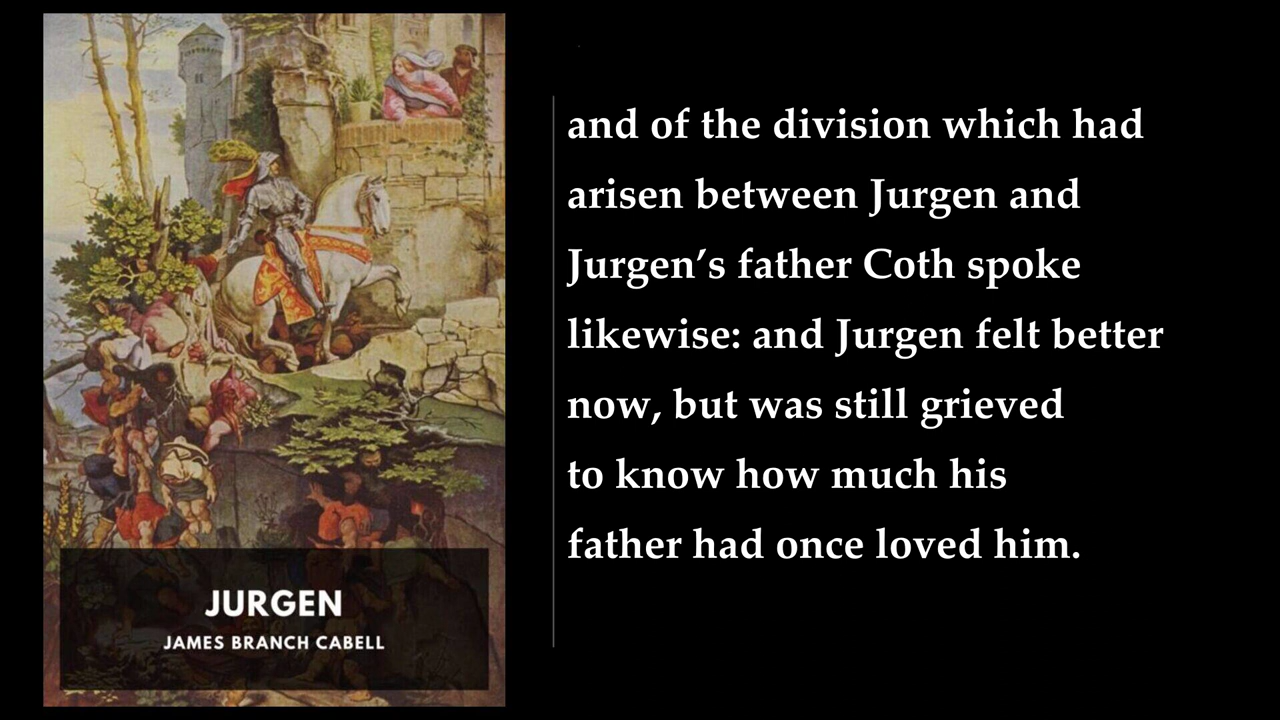 JURGEN
JAMES BRANCH CABELL
and of the division which had
arisen between Jurgen and
Jurgen’s father Coth spoke
likewise: and Jurgen felt better
now, but was still grieved
to know how much his
father had once loved him.